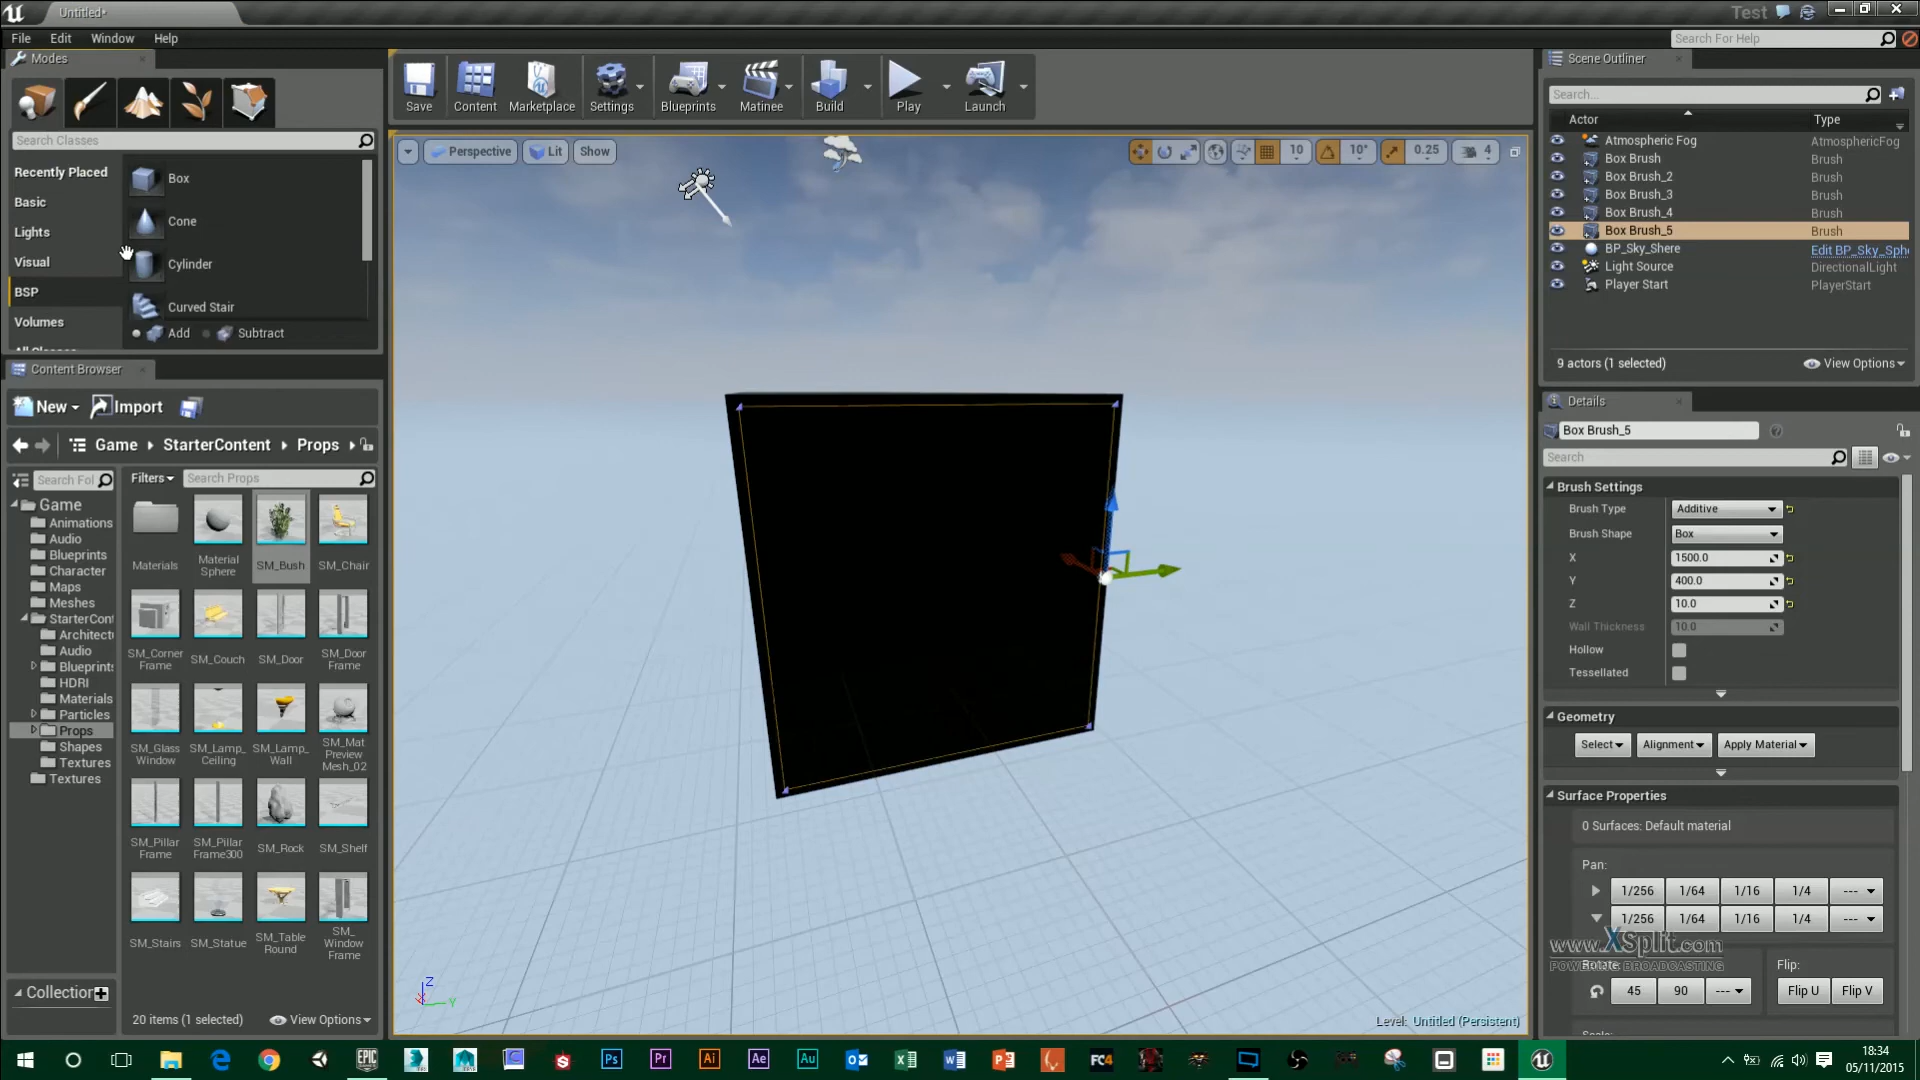 Untitled*
Test
File Edit Window Help
Search For Help
Modes
Search Classes
Recently Placed
Basic
Lights
Visual
BSP
Volumes
Box
Cone
Cylinder
Curved Stair
Add Subtract
Save Content Marketplace Settings Blueprints Matinee Build Play Launch
Perspective Lit Show
10 10° 0.25 4
Scene Outliner
Search...
Actor Type
Atmospheric Fog AtmosphericFog
Box Brush Brush
Box Brush_2 Brush
Box Brush_3 Brush
Box Brush_4 Brush
Box Brush_5 Brush
BP_Sky_Shere Edit BP_Sky_Sph
Light Source DirectionalLight
Player Start PlayerStart
9 actors (1 selected) View Options
Content Browser
New Import
Game StarterContent Props
Search Fol
Filters Search Props
Game
Animations
Audio
Blueprints
Character
Maps
Meshes
StarterCont
Architect
Audio
Blueprints
HDRI
Materials
Particles
Props
Shapes
Textures
Textures
Collection
Materials Material Sphere SM_Bush SM_Chair
SM_Corner Frame SM_Couch SM_Door SM_Door Frame
SM_Glass Window SM_Lamp_ Ceiling SM_Lamp_ Wall SM_Mat Preview Mesh_02
SM_Pillar Frame SM_Pillar Frame300 SM_Rock SM_Shelf
SM_Stairs SM_Statue SM_Table Round SM_ Window Frame
20 items (1 selected) View Options
Z
X Y
Level: Untitled (Persistent)
Details
Box Brush_5
Search
Brush Settings
Brush Type Additive
Brush Shape Box
X 1500.0
Y 400.0
Z 10.0
Wall Thickness 10.0
Hollow
Tessellated
Geometry
Select Alignment Apply Material
Surface Properties
0 Surfaces: Default material
Pan:
1/256 1/64 1/16 1/4 ---
1/256 1/64 1/16 1/4 ---
www.XSplit.com
POWERING BROADCASTING
Rotate: Flip:
45 90 --- Flip U Flip V
EPIC GAMES
Ps Pr Ai Ae Au FC4
18:34
05/11/2015